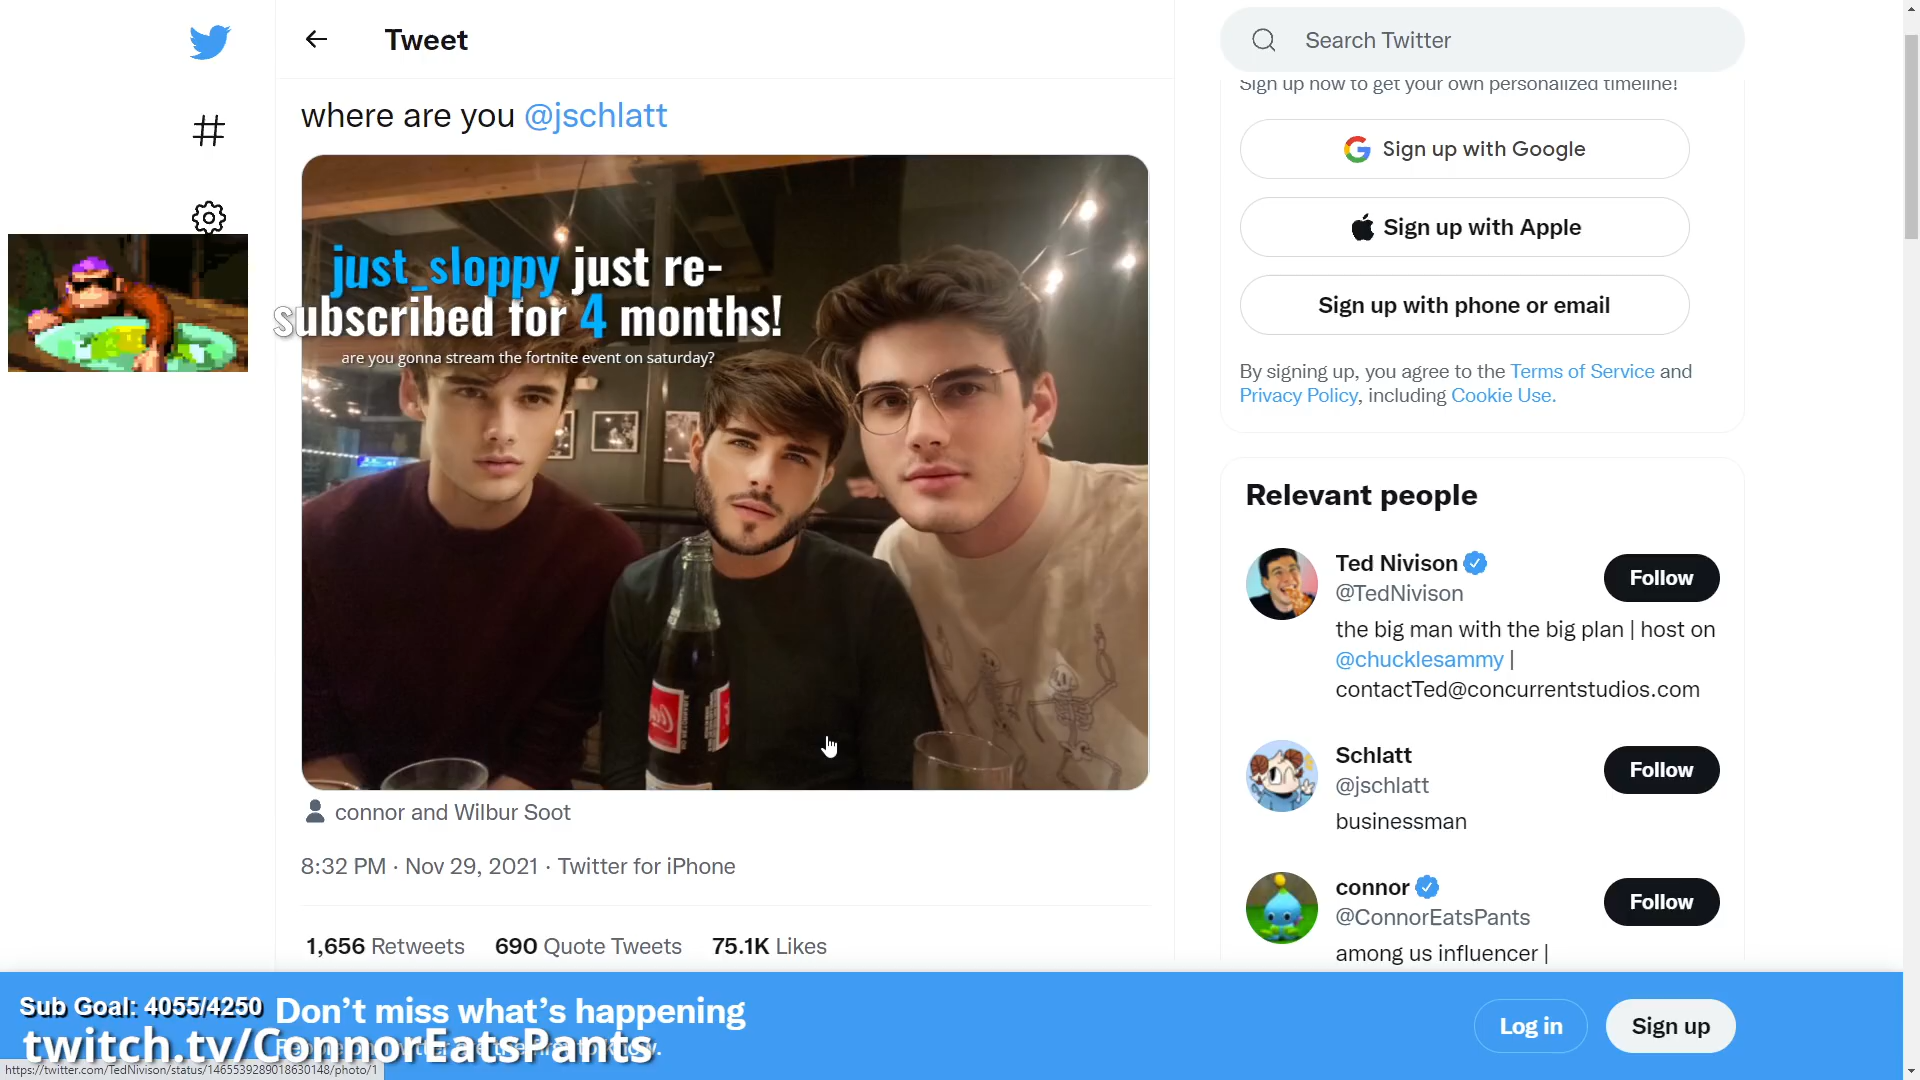 Tweet
Search Twitter
where are you @jschlatt
just_sloppy just re-
subscribed for 4 months!
are you gonna stream the fortnite event on saturday?
connor and Wilbur Soot
8:32 PM · Nov 29, 2021 · Twitter for iPhone
1,656 Retweets 690 Quote Tweets 75.1K Likes
Sign up now to get your own personalized timeline!
Sign up with Google
Sign up with Apple
Sign up with phone or email
By signing up, you agree to the Terms of Service and
Privacy Policy, including Cookie Use.
Relevant people
Ted Nivison
@TedNivison
Follow
the big man with the big plan | host on
@chucklesammy |
contactTed@concurrentstudios.com
Schlatt
@jschlatt
Follow
businessman
connor
@ConnorEatsPants
Follow
among us influencer |
Sub Goal: 4055/4250
Don't miss what's happening
twitch.tv/ConnorEatsPants
Log in
Sign up
https://twitter.com/TedNivison/status/1465539289018630148/photo/1